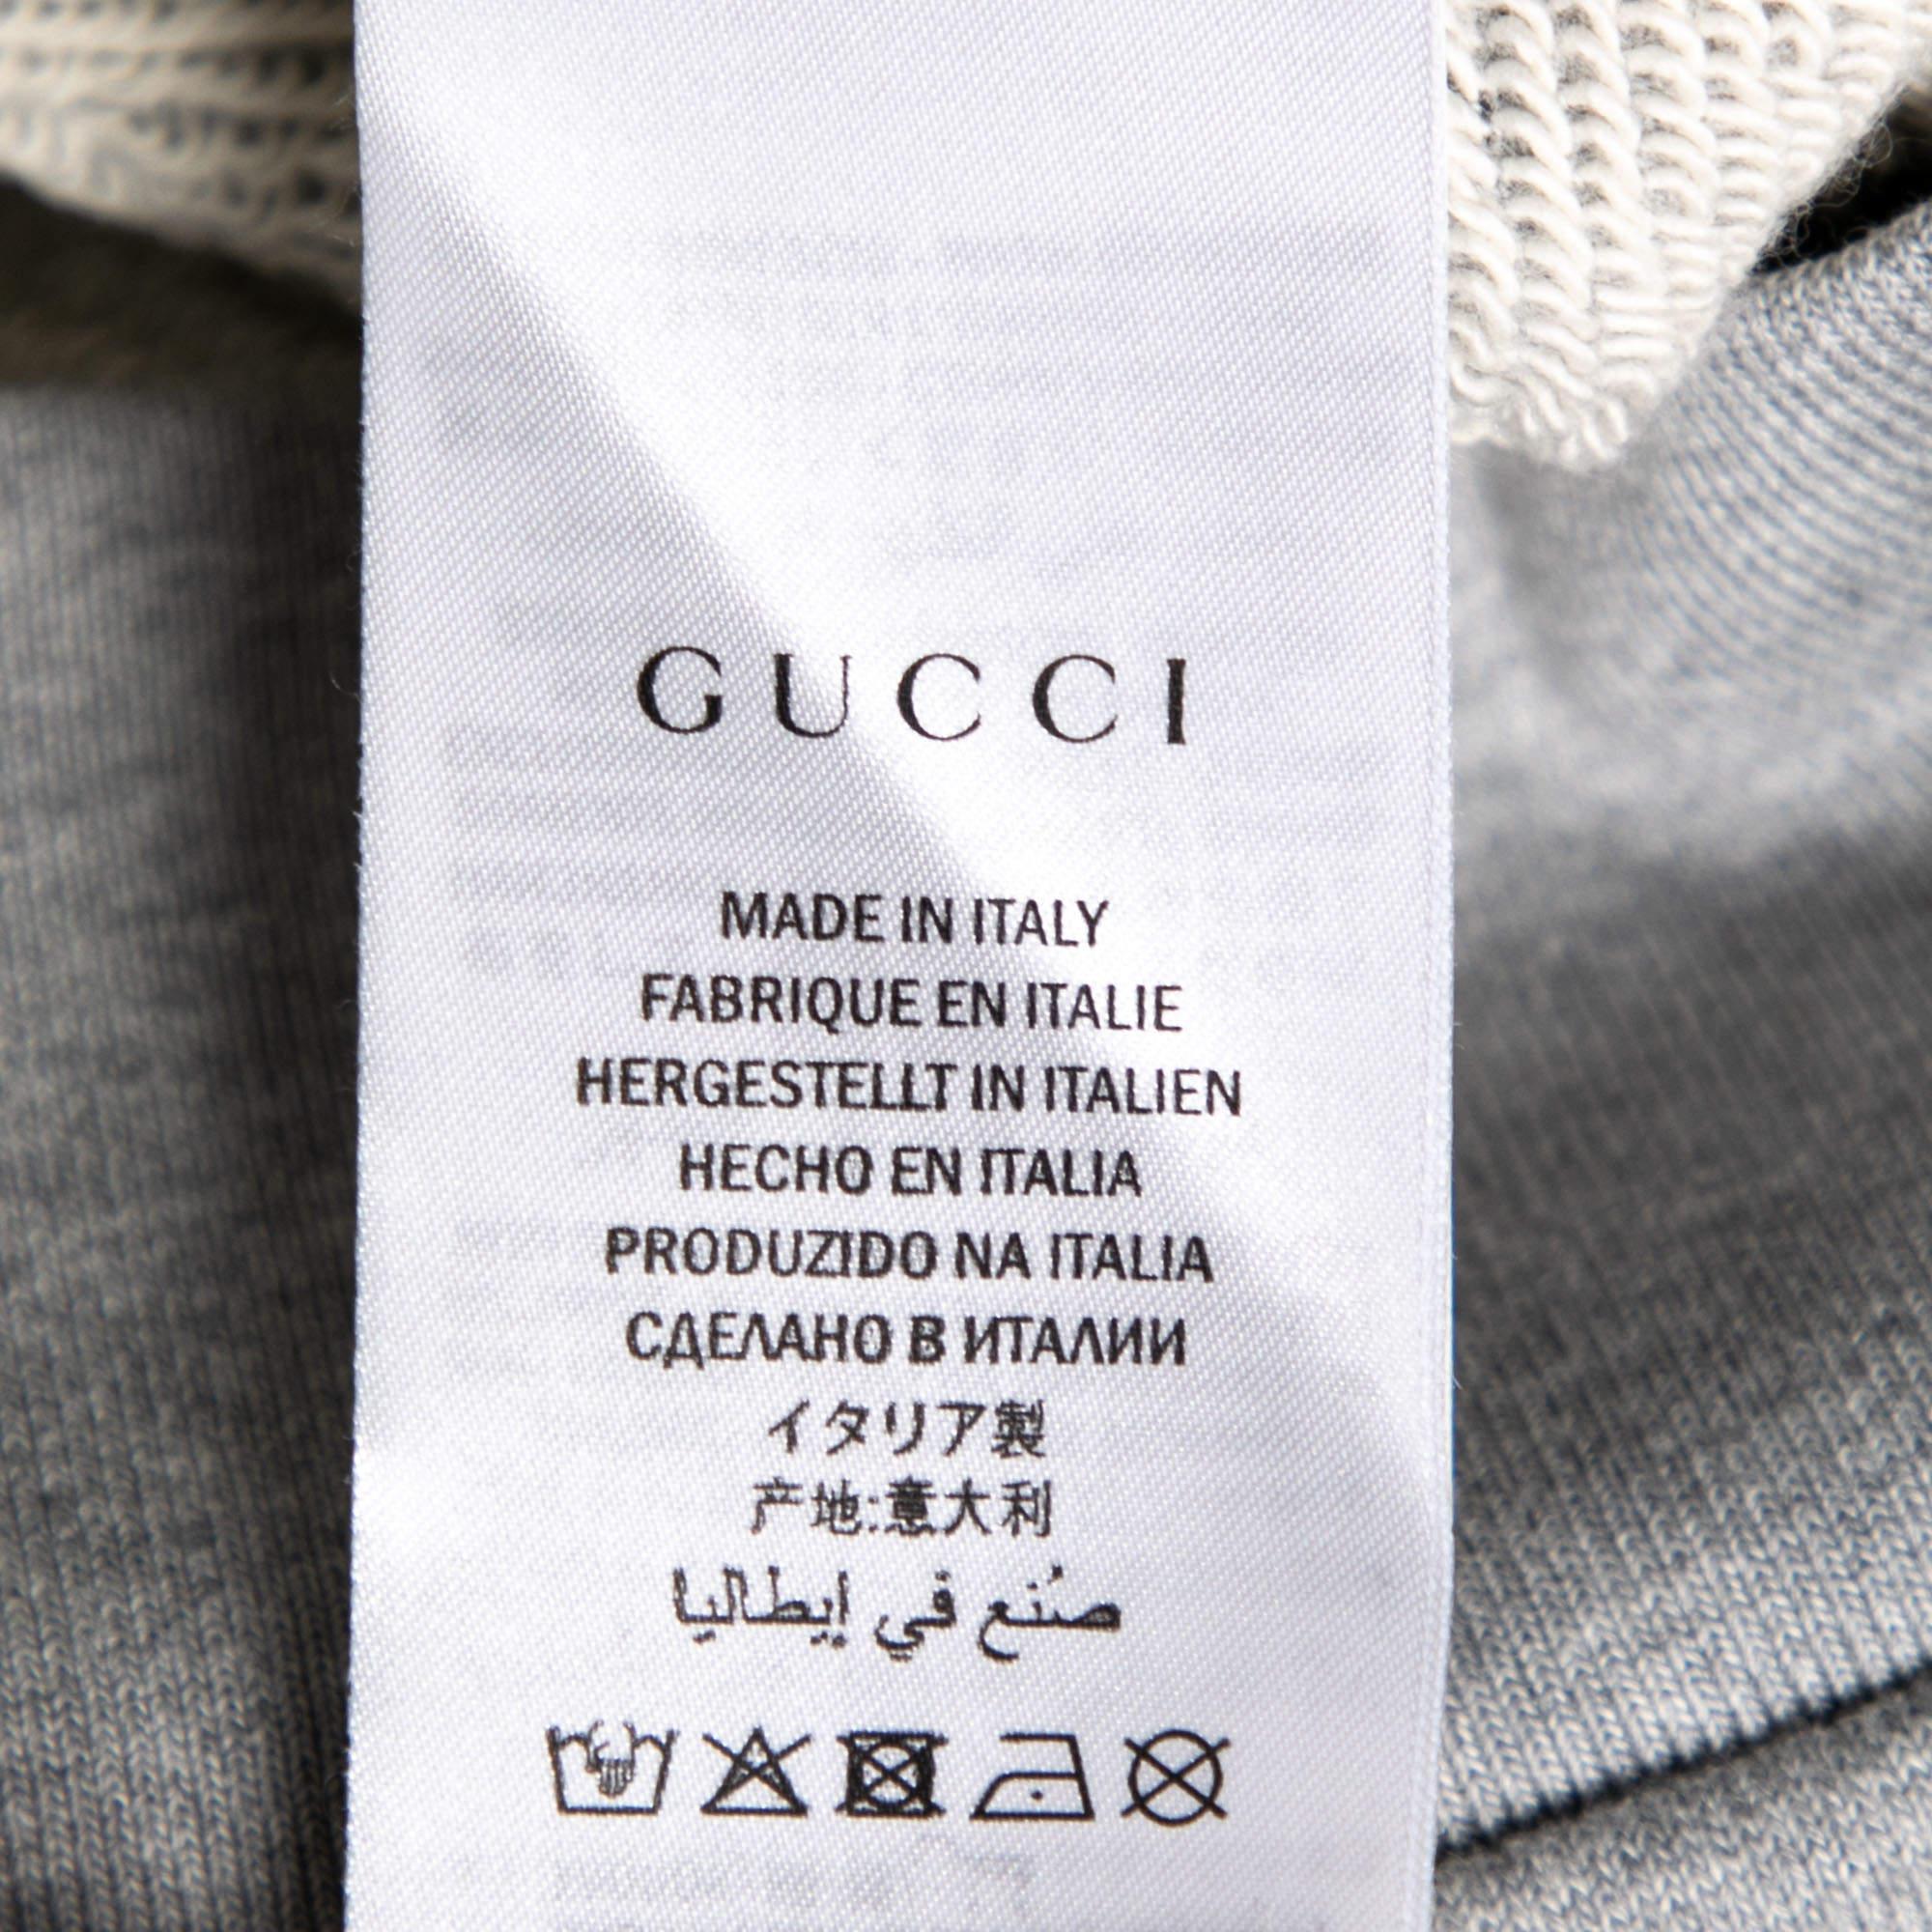 GUCCI
MADE IN ITALY
FABRIQUE EN ITALIE
HERGESTELLT IN ITALIEN
HECHO EN ITALIA
PRODUZIDO NA ITALIA
СДЕЛАНО В ИТАЛИИ
イタリア製
产地:意大利
صُنع في إيطاليا